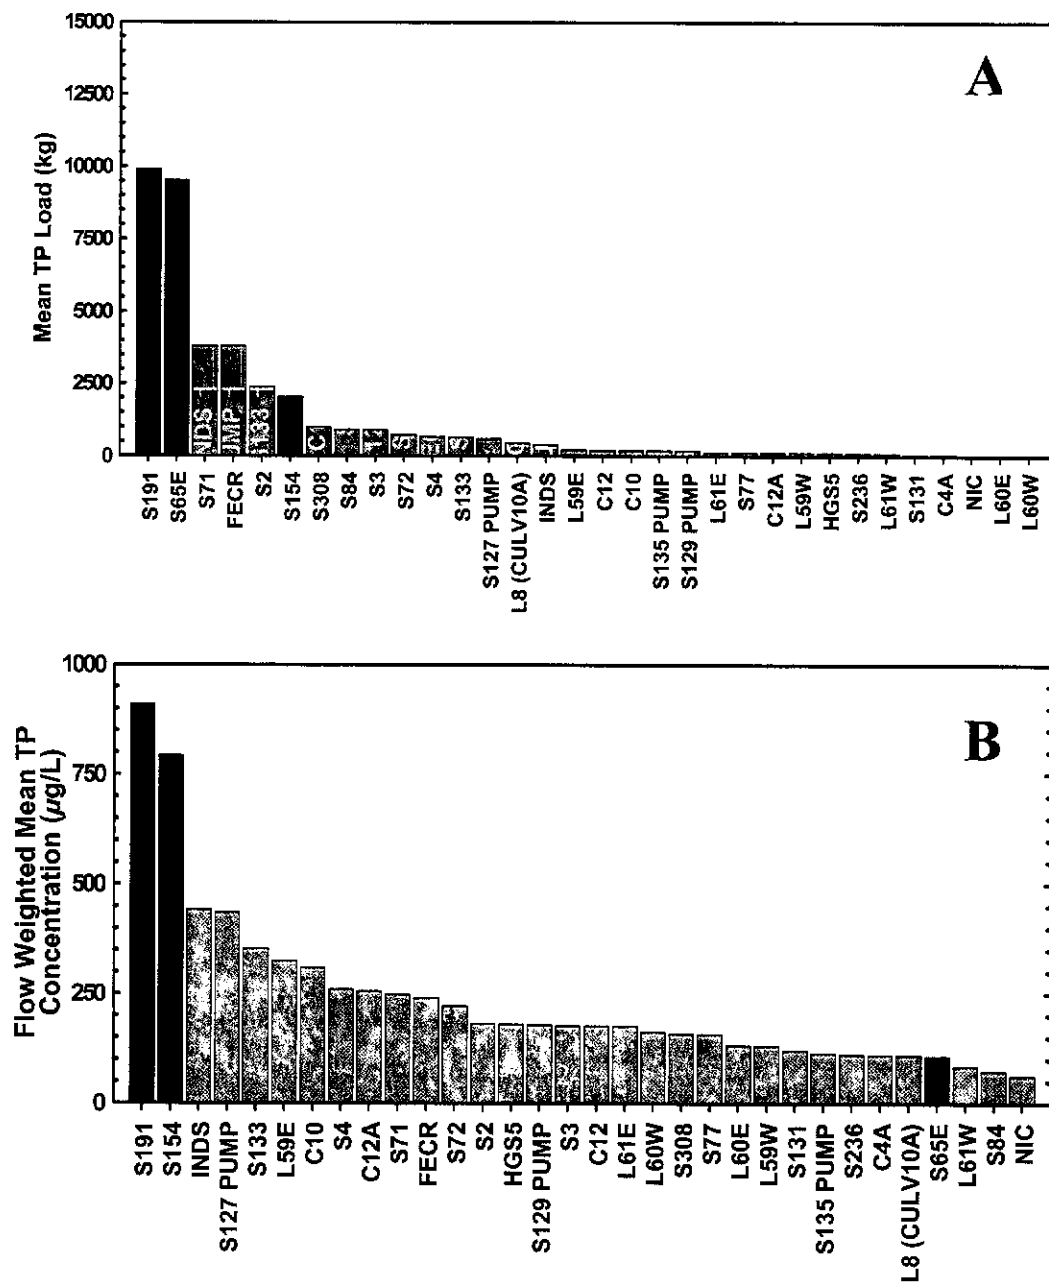 A
Mean TP Load (kg)
15000
12500
10000
7500
5000
2500
0
S191
S65E
S71
FECR
S2
S154
S308
S84
S3
S72
S4
S133
S127 PUMP
L8 (CULV10A)
INDS
L59E
C12
C10
S135 PUMP
S129 PUMP
L61E
S77
C12A
L59W
HGS5
S236
L61W
S131
C4A
NIC
L60E
L60W
B
Flow Weighted Mean TP
Concentration (µg/L)
1000
750
500
250
0
S191
S154
INDS
S127 PUMP
S133
L59E
C10
S4
C12A
S71
FECR
S72
S2
HGS5
S129 PUMP
S3
C12
L61E
L60W
S308
S77
L60E
L59W
S131
S135 PUMP
S236
C4A
L8 (CULV10A)
S65E
L61W
S84
NIC